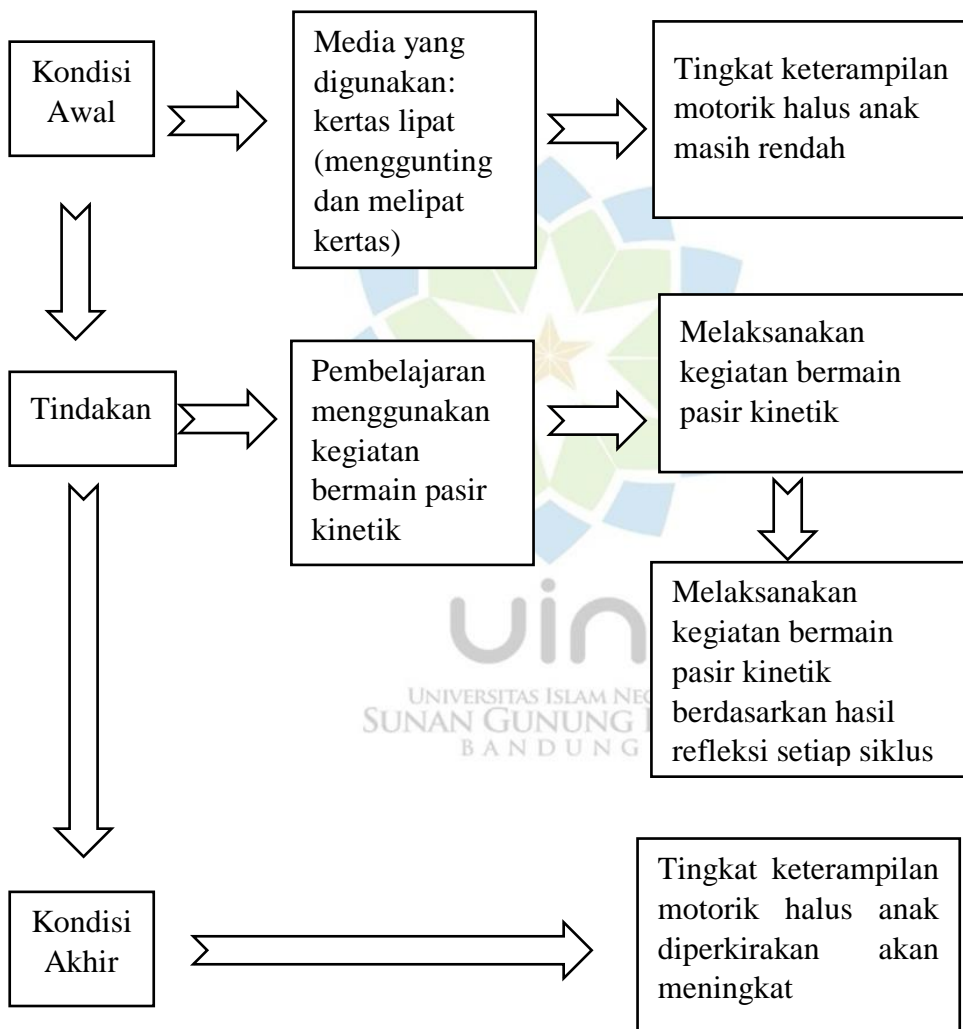 Kondisi
Awal
Media yang
digunakan:
kertas lipat
(menggunting
dan melipat
kertas)
Tingkat keterampilan
motorik halus anak
masih rendah
Tindakan
Pembelajaran
menggunakan
kegiatan
bermain pasir
kinetik
Melaksanakan
kegiatan bermain
pasir kinetik
Melaksanakan
kegiatan bermain
pasir kinetik
berdasarkan hasil
refleksi setiap siklus
uin
UNIVERSITAS ISLAM
SUNAN GUNUNG
BANDUNG
Kondisi
Akhir
Tingkat keterampilan
motorik halus anak
diperkirakan akan
meningkat